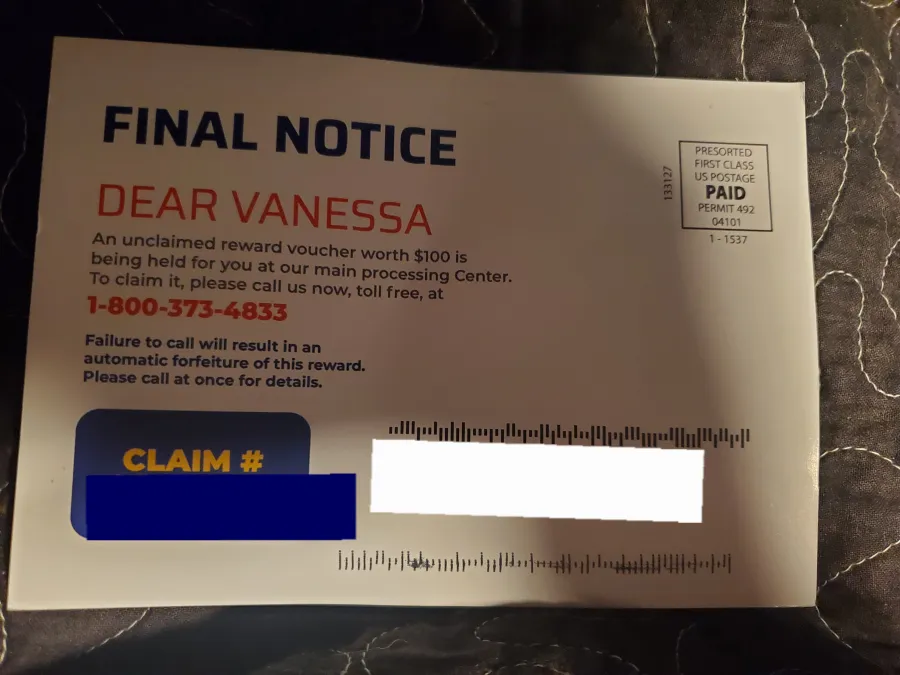 FINAL NOTICE
DEAR VANESSA
An unclaimed reward voucher worth $100 is
being held for you at our main processing Center.
To claim it, please call us now, toll free, at
1-800-373-4833
Failure to call will result in an
automatic forfeiture of this reward.
Please call at once for details.
CLAIM #
133127
PRESORTED
FIRST CLASS
US POSTAGE
PAID
PERMIT 492
04101
1 - 1537